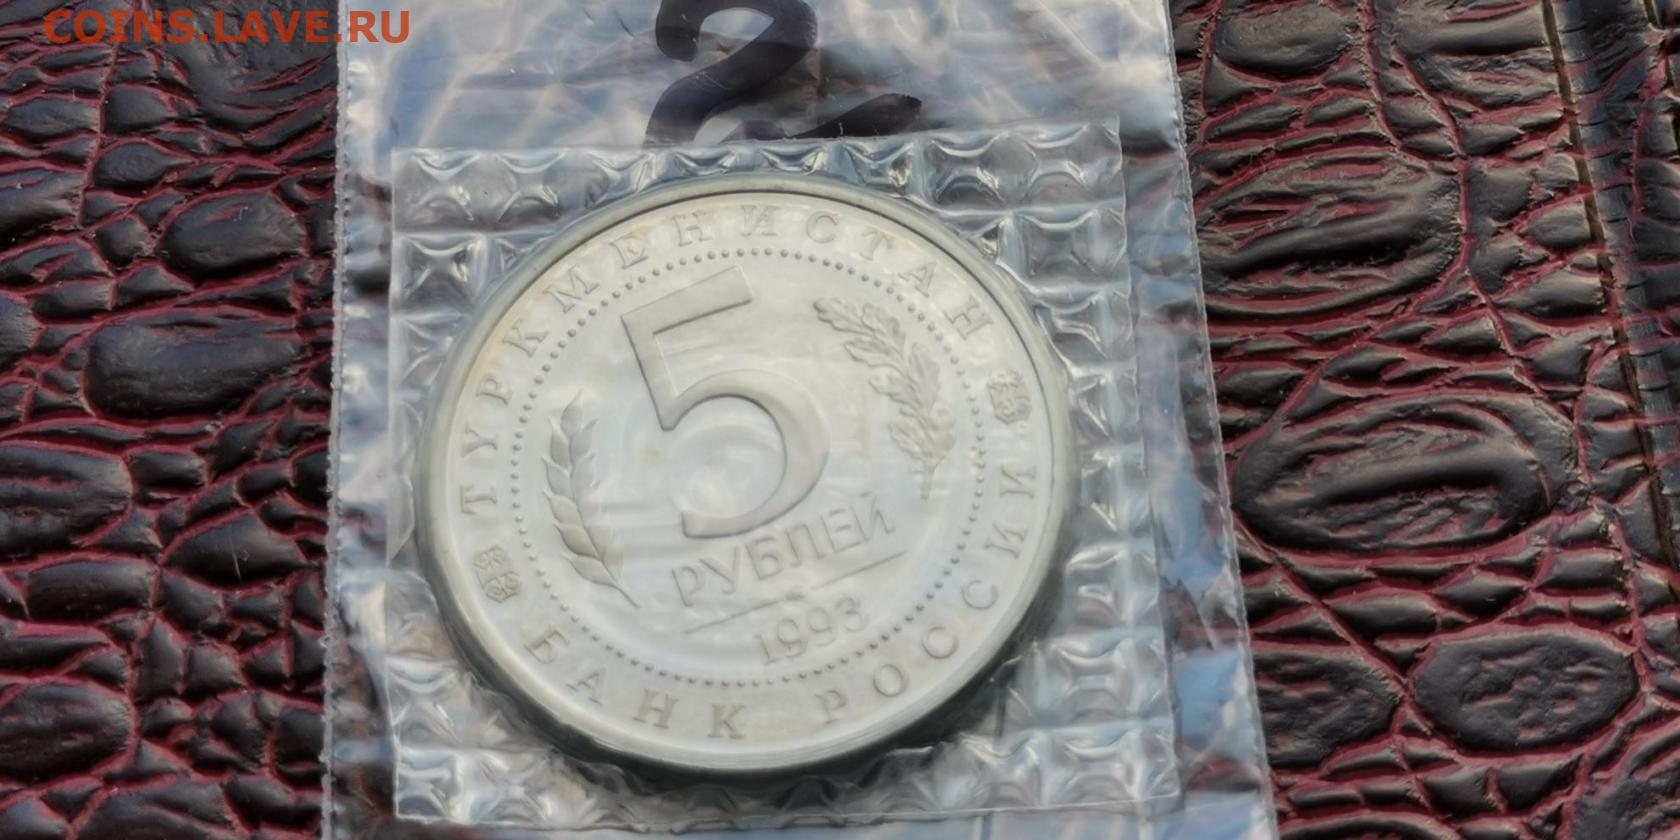 COINS.LAVE.RU
2
ТУРКМЕНИСТАН
5
РУБЛЕЙ
1993
БАНК РОССИИ